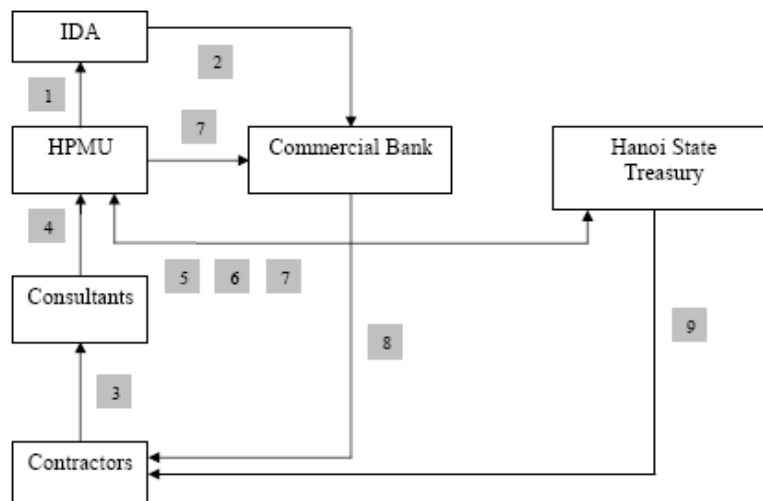 IDA
2
1
HPMU
7
Commercial Bank
Hanoi State
Treasury
4
5 6 7
Consultants
9
8
3
Contractors